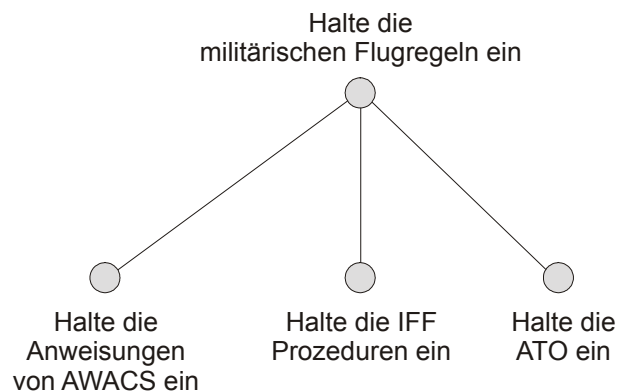 Halte die
militärischen Flugregeln ein
Halte die
Anweisungen
von AWACS ein
Halte die IFF
Prozeduren ein
Halte die
ATO ein